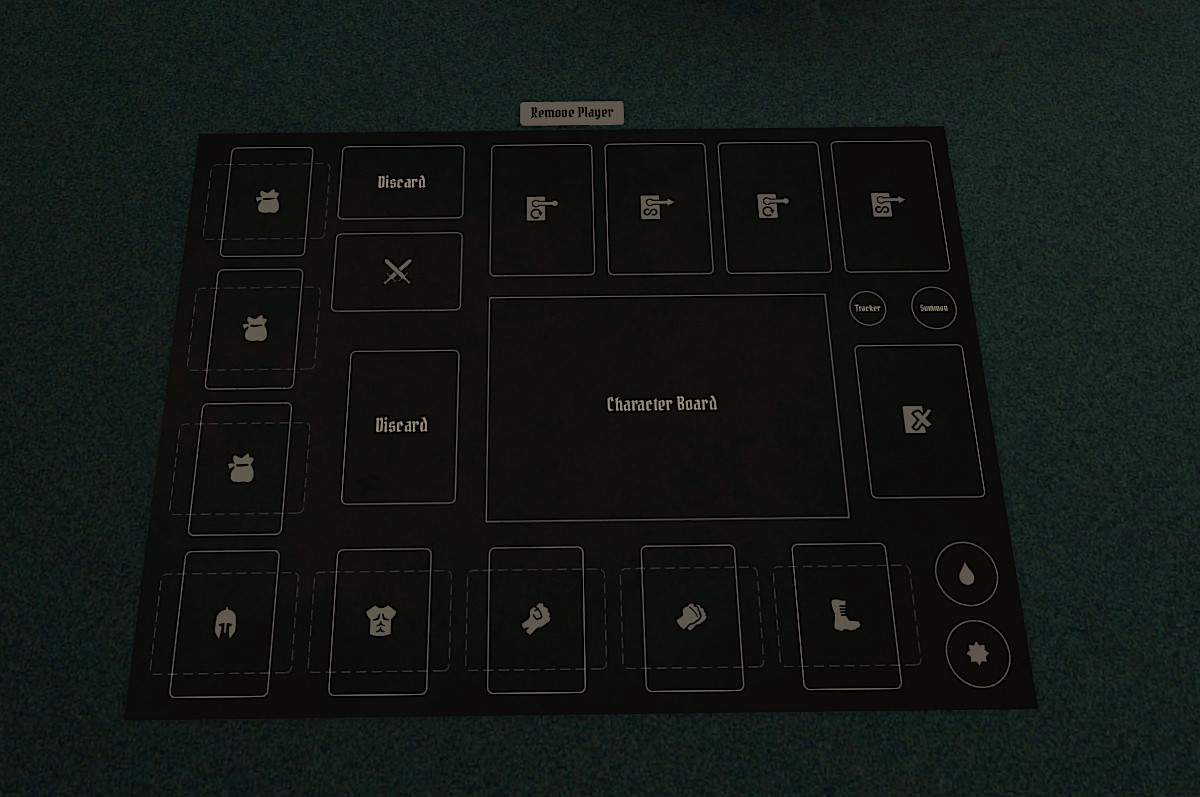 Remove Player
Discard
Tracker
Summon
Character Board
Discard